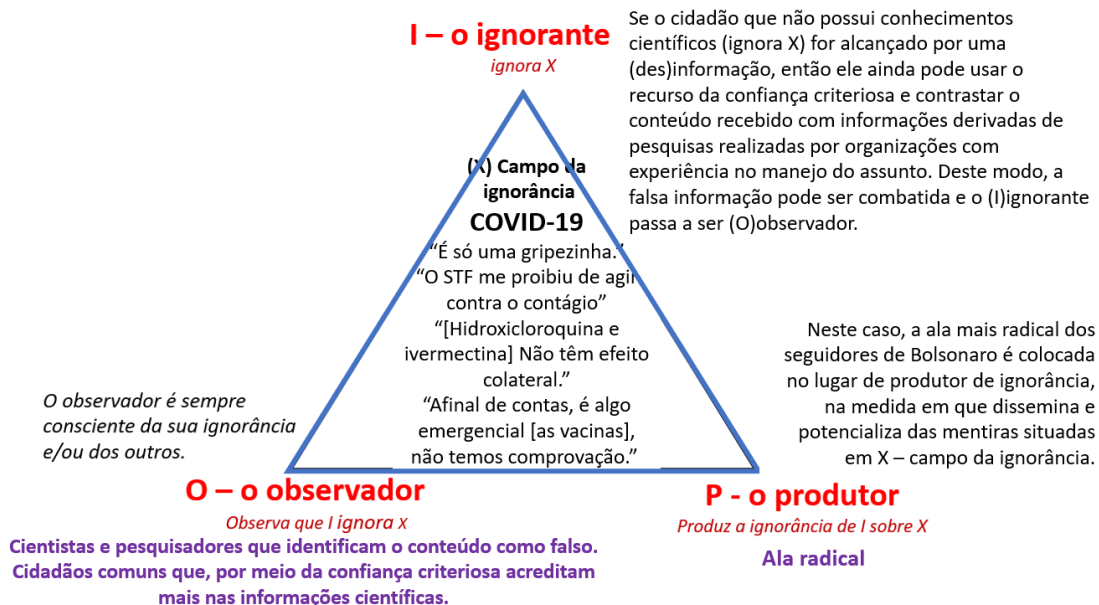 I – o ignorante
ignora X
Se o cidadão que não possui conhecimentos
científicos (ignora X) for alcançado por uma
(des)informação, então ele ainda pode usar o
recurso da confiança criteriosa e contrastar o
conteúdo recebido com informações derivadas de
pesquisas realizadas por organizações com
experiência no manejo do assunto. Deste modo, a
falsa informação pode ser combatida e o (I)ignorante
passa a ser (O)observador.
(X) Campo da
ignorância
COVID-19
“É só uma gripezinha.”
“O STF me proibiu de agir
contra o contágio”
“[Hidroxicloroquina e
ivermectina] Não têm efeito
colateral.”
“Afinal de contas, é algo
emergencial [as vacinas],
não temos comprovação.”
Neste caso, a ala mais radical dos
seguidores de Bolsonaro é colocada
no lugar de produtor de ignorância,
na medida em que dissemina e
potencializa das mentiras situadas
em X – campo da ignorância.
O observador é sempre
consciente da sua ignorância
e/ou dos outros.
O – o observador
Observa que I ignora X
Cientistas e pesquisadores que identificam o conteúdo como falso.
Cidadãos comuns que, por meio da confiança criteriosa acreditam
mais nas informações científicas.
P - o produtor
Produz a ignorância de I sobre X
Ala radical